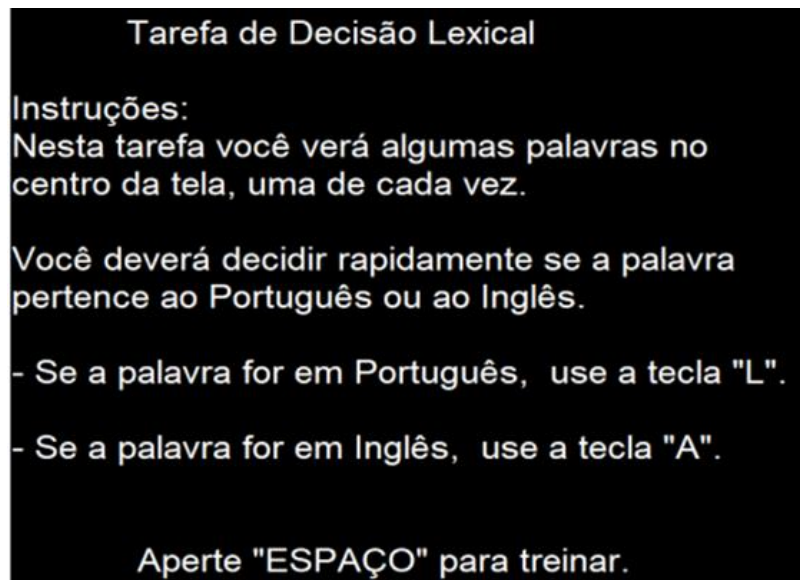 Tarefa de Decisão Lexical
Instruções:
Nesta tarefa você verá algumas palavras no
centro da tela, uma de cada vez.
Você deverá decidir rapidamente se a palavra
pertence ao Português ou ao Inglês.
- Se a palavra for em Português, use a tecla "L".
- Se a palavra for em Inglês, use a tecla "A".
Aperte "ESPAÇO" para treinar.